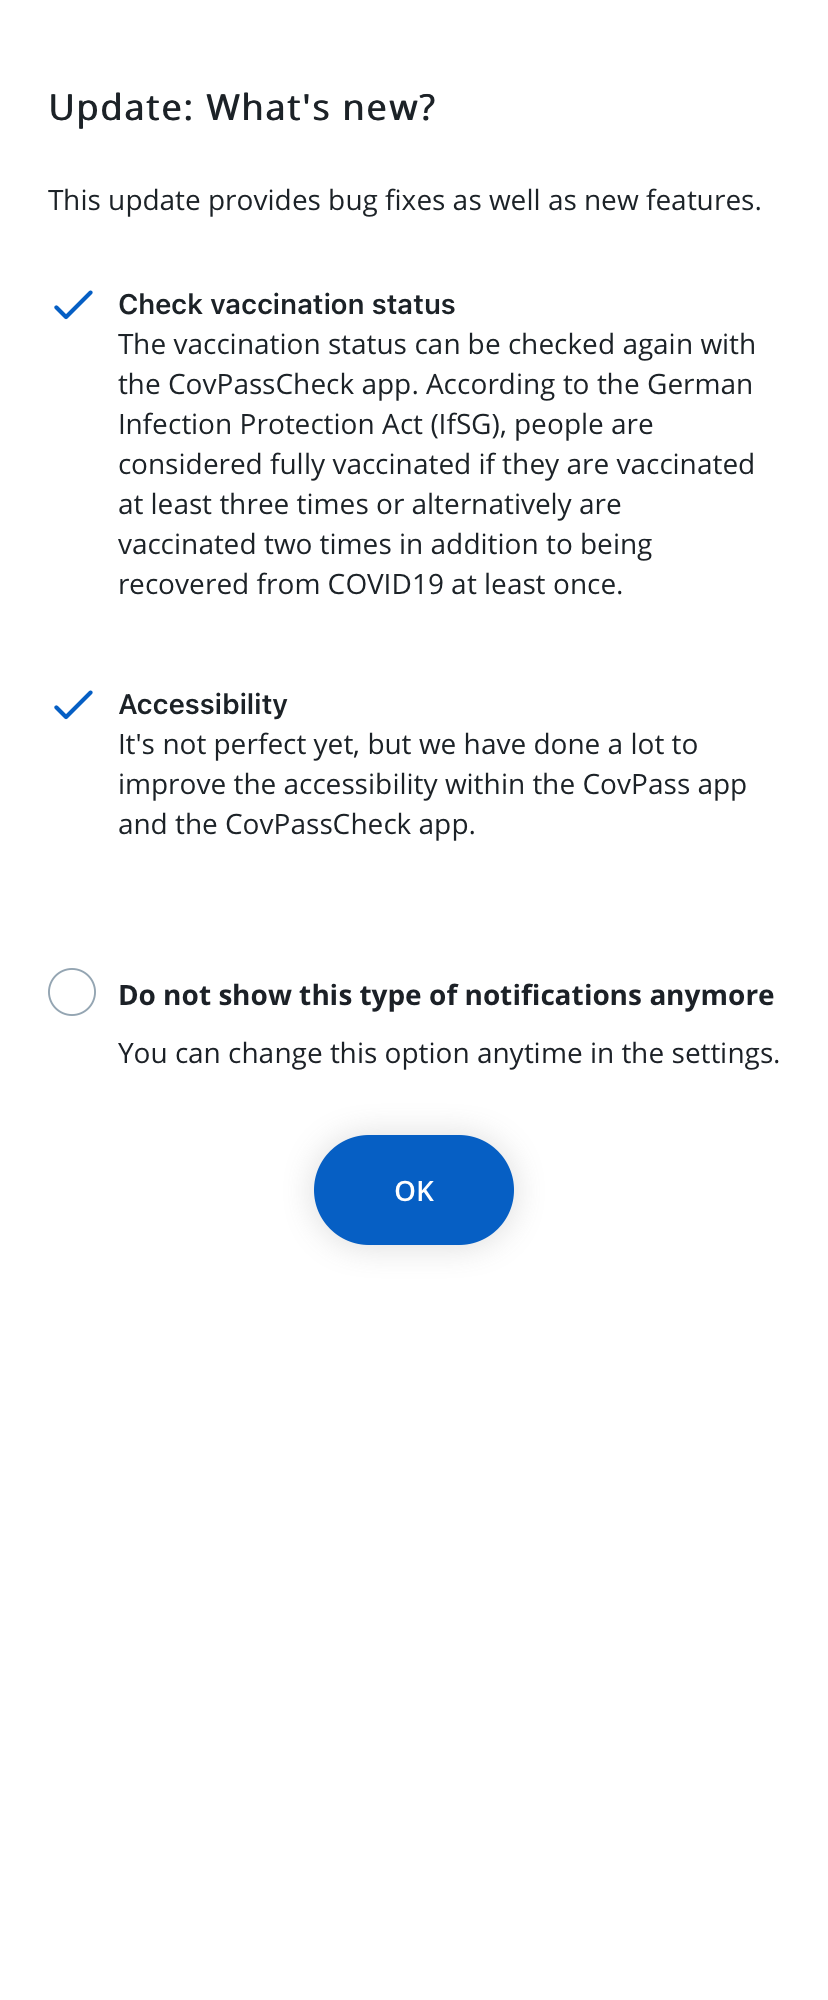 Update: What's new?
This update provides bug fixes as well as new features.
Check vaccination status
The vaccination status can be checked again with
the CovPassCheck app. According to the German
Infection Protection Act (IfSG), people are
considered fully vaccinated if they are vaccinated
at least three times or alternatively are
vaccinated two times in addition to being
recovered from COVID19 at least once.
Accessibility
It's not perfect yet, but we have done a lot to
improve the accessibility within the CovPass app
and the CovPassCheck app.
Do not show this type of notifications anymore
You can change this option anytime in the settings.
OK